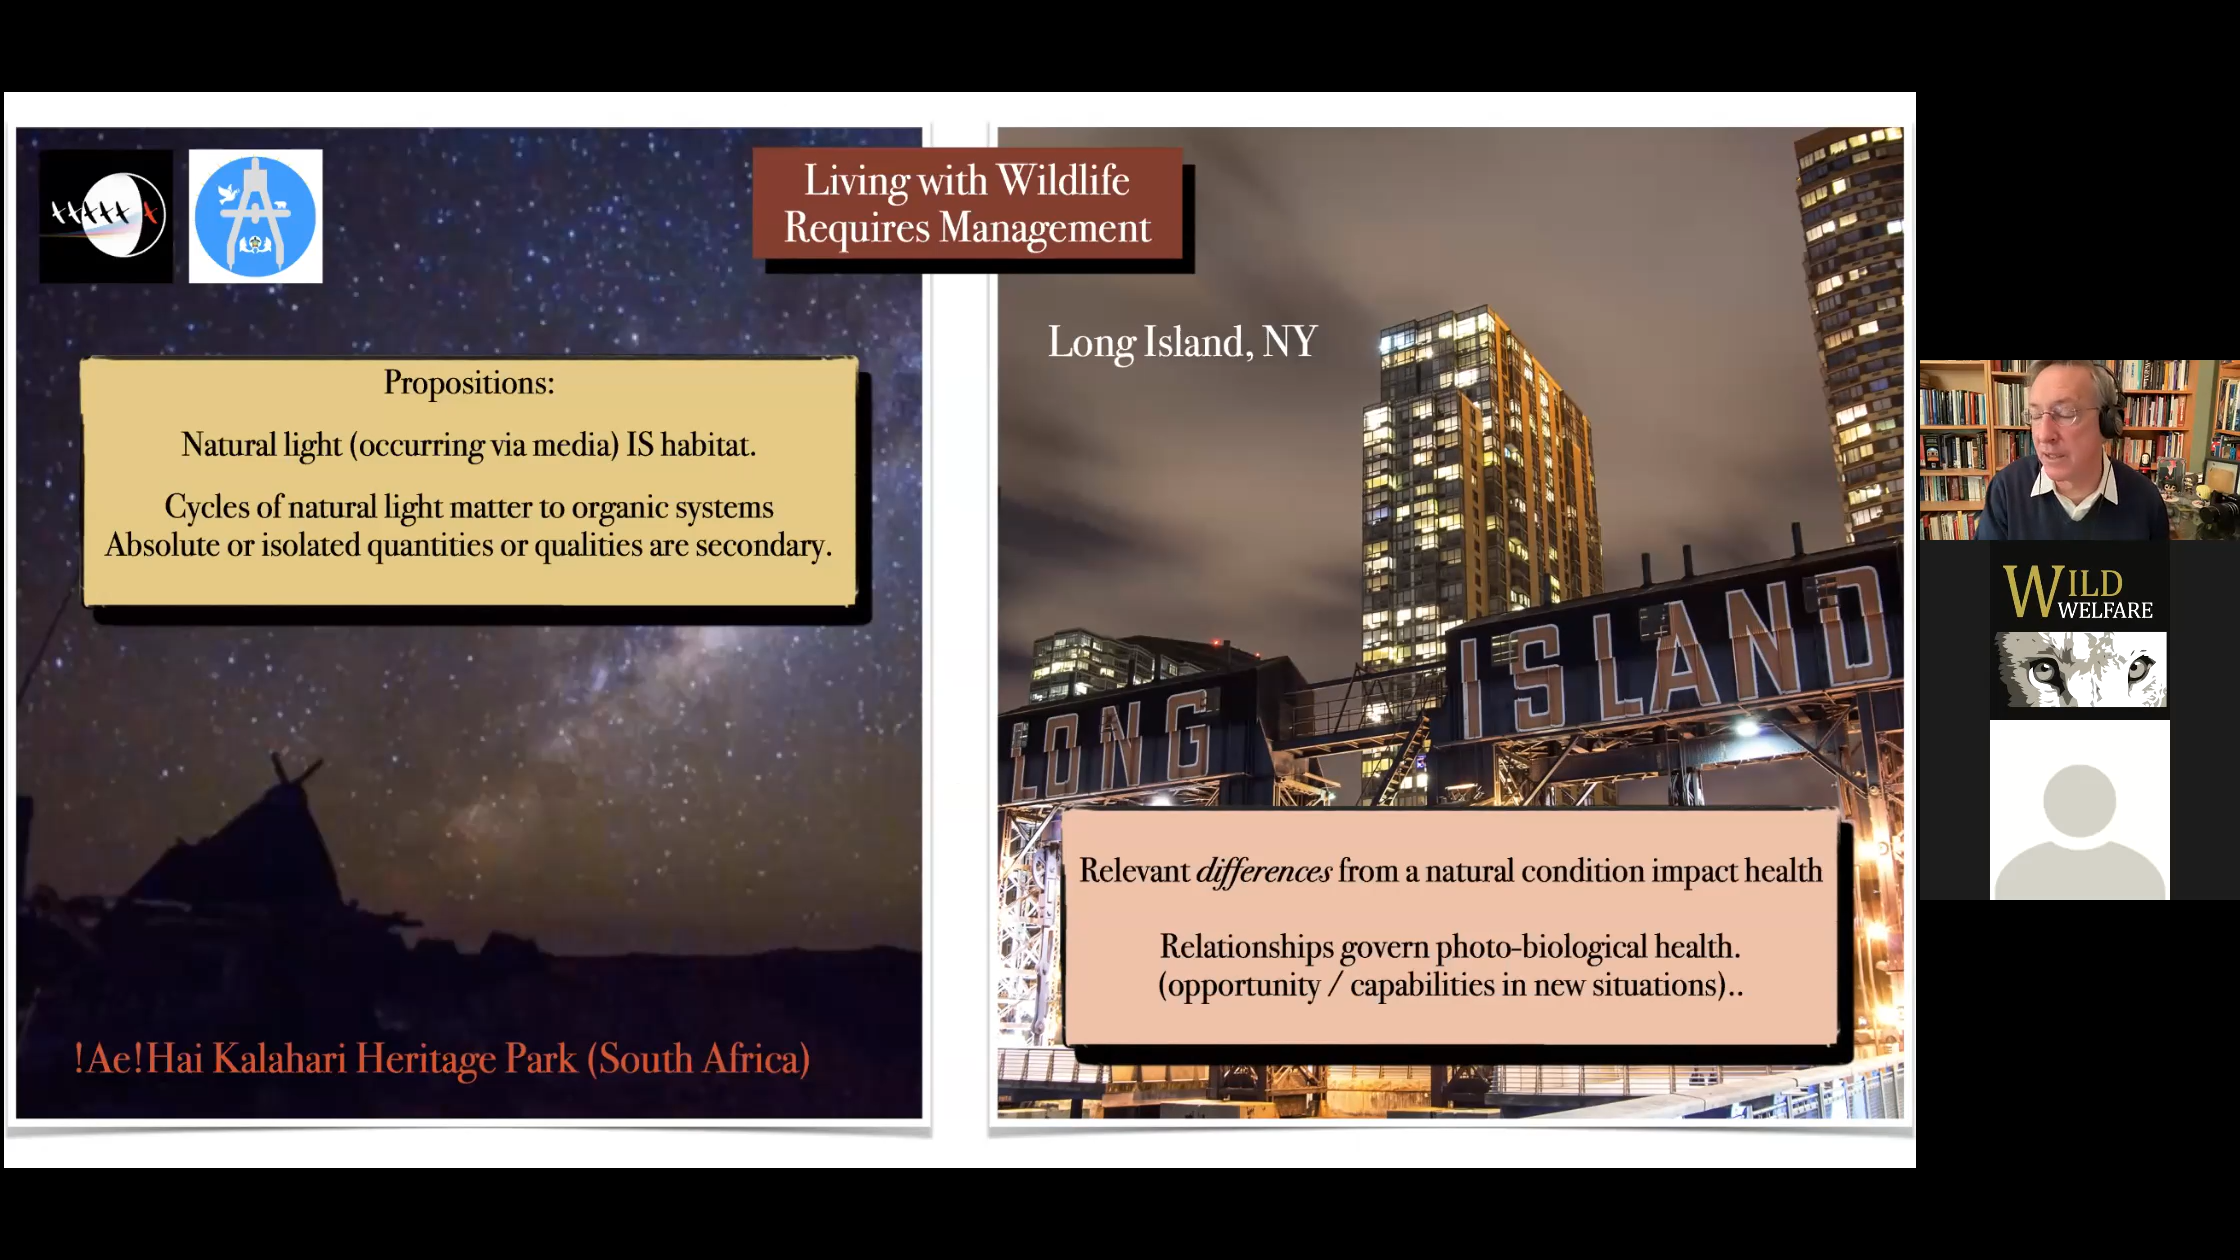 Living with Wildlife
Requires Management
Propositions:
Natural light (occurring via media) IS habitat.
Cycles of natural light matter to organic systems
Absolute or isolated quantities or qualities are secondary.
!Ae!Hai Kalahari Heritage Park (South Africa)
Long Island, NY
LONG ISLAND
Relevant differences from a natural condition impact health
Relationships govern photo-biological health.
(opportunity / capabilities in new situations)..
WILD
WELFARE